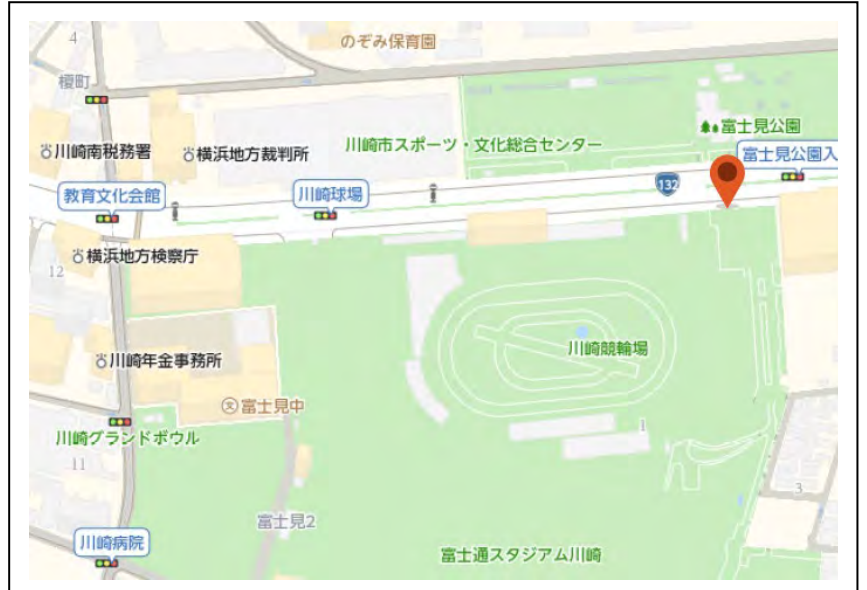 4
のぞみ保育園
榎町
富士見公園
川崎南税務署
横浜地方裁判所
川崎市スポーツ・文化総合センター
富士見公園入
132
教育文化会館
川崎球場
横浜地方検察庁
12
川崎競輪場
川崎年金事務所
富士見中
1
川崎グランドボウル
11
3
富士見2
川崎病院
富士通スタジアム川崎